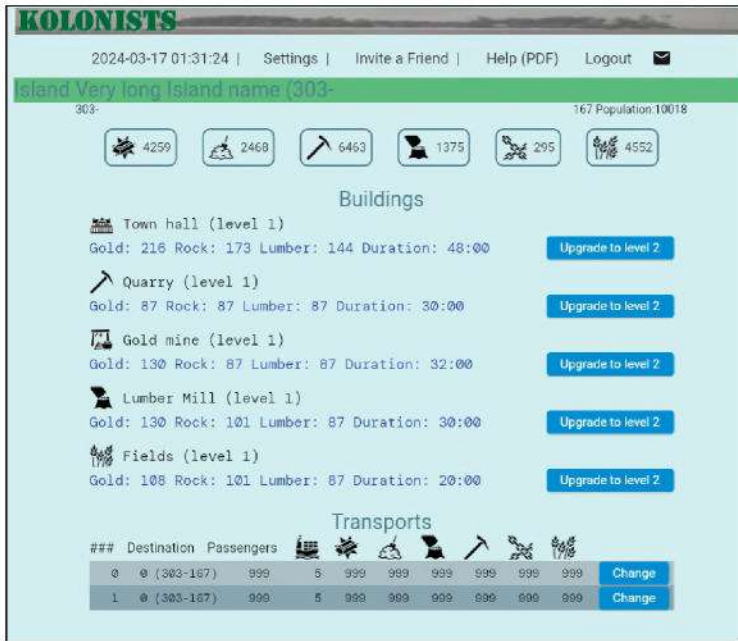 KOLONISTS
2024-03-17 01:31:24 | Settings | Invite a Friend | Help (PDF) Logout
Island Very long Island name (303-
303- 167 Population:10018
4259 2468 6463 1375 295 4552
Buildings
Town hall (level 1)
Gold: 216 Rock: 173 Lumber: 144 Duration: 48:00 Upgrade to level 2
Quarry (level 1)
Gold: 87 Rock: 87 Lumber: 87 Duration: 30:00 Upgrade to level 2
Gold mine (level 1)
Gold: 130 Rock: 87 Lumber: 87 Duration: 32:00 Upgrade to level 2
Lumber Mill (level 1)
Gold: 130 Rock: 101 Lumber: 87 Duration: 30:00 Upgrade to level 2
Fields (level 1)
Gold: 108 Rock: 101 Lumber: 87 Duration: 20:00 Upgrade to level 2
Transports
### Destination Passengers
0 0 (303-167) 999 5 999 999 999 999 999 999 Change
1 0 (303-167) 999 5 999 999 999 999 999 999 Change